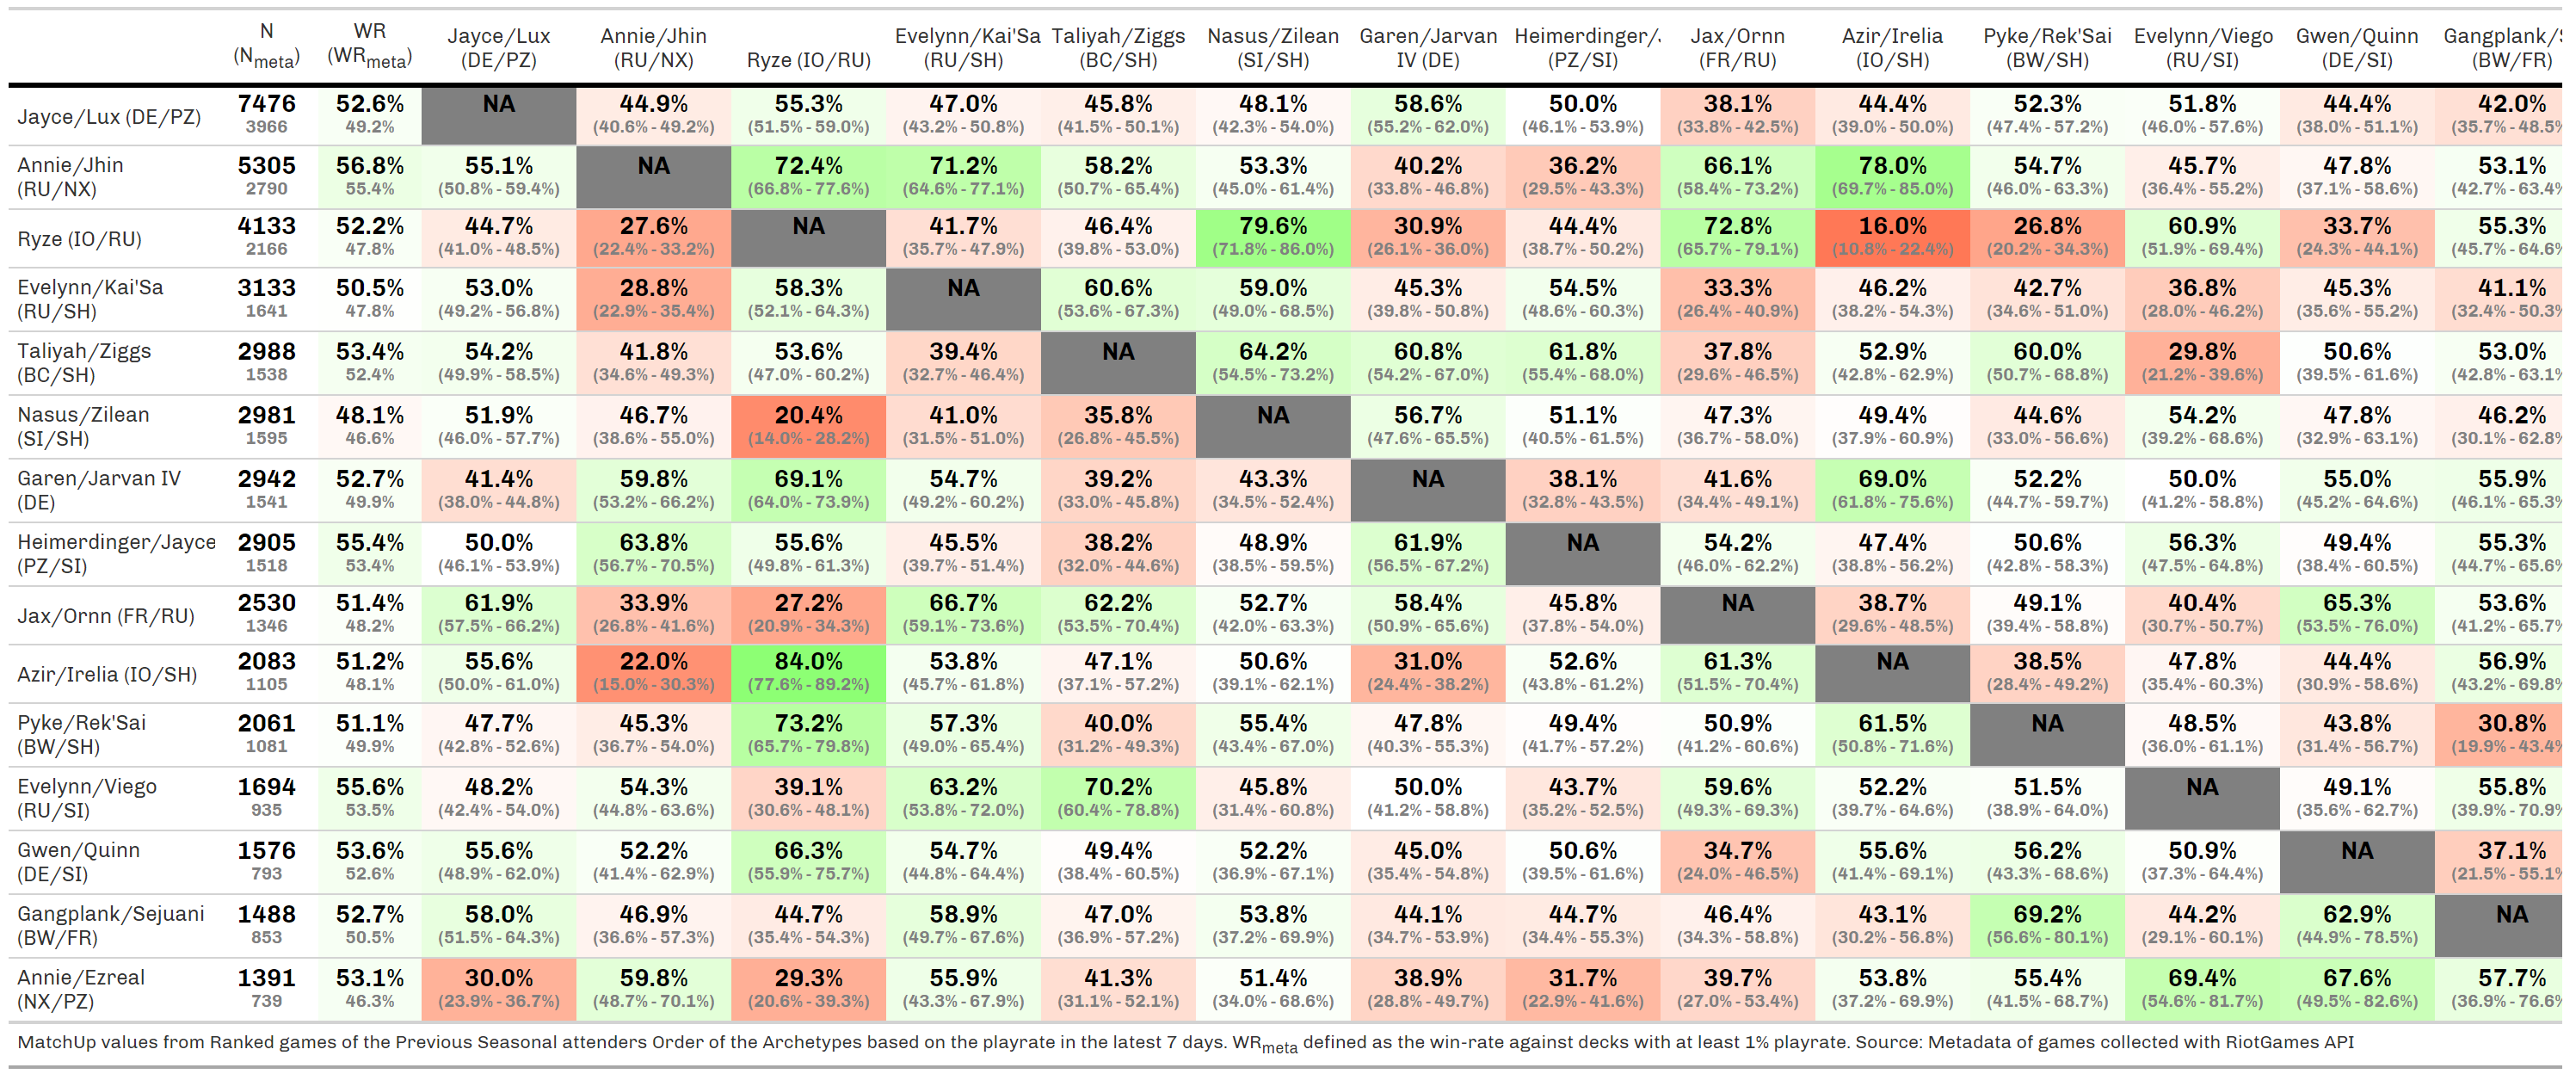 N WR Jayce/Lux Annie/Jhin Evelynn/Kai'Sa Taliyah/Ziggs Nasus/Zilean Garen/Jarvan Heimerdinger/ Jax/Ornn Azir/Irelia Pyke/Rek'Sai Evelynn/Viego Gwen/Quinn Gangplank/
(Nmeta) (WRmeta) (DE/PZ) (RU/NX) Ryze (IO/RU) (RU/SH) (BC/SH) (SI/SH) IV (DE) (PZ/SI) (FR/RU) (IO/SH) (BW/SH) (RU/SI) (DE/SI) (BW/FR)
Jayce/Lux (DE/PZ) 7476 52.6% NA 44.9% 55.3% 47.0% 45.8% 48.1% 58.6% 50.0% 38.1% 44.4% 52.3% 51.8% 44.4% 42.0%
3966 49.2% (40.6% - 49.2%) (51.5% - 59.0%) (43.2% - 50.8%) (41.5% - 50.1%) (42.3% - 54.0%) (55.2% - 62.0%) (46.1% - 53.9%) (33.8% - 42.5%) (39.0% - 50.0%) (47.4% - 57.2%) (46.0% - 57.6%) (38.0% - 51.1%) (35.7% - 48.5%
Annie/Jhin 5305 56.8% 55.1% NA 72.4% 71.2% 58.2% 53.3% 40.2% 36.2% 66.1% 78.0% 54.7% 45.7% 47.8% 53.1%
(RU/NX) 2790 55.4% (50.8% - 59.4%) (66.8% - 77.6%) (64.6% - 77.1%) (50.7% - 65.4%) (45.0% - 61.4%) (33.8% - 46.8%) (29.5% - 43.3%) (58.4% - 73.2%) (69.7% - 85.0%) (46.0% - 63.3%) (36.4% - 55.2%) (37.1% - 58.6%) (42.7% - 63.4%
Ryze (IO/RU) 4133 52.2% 44.7% 27.6% NA 41.7% 46.4% 79.6% 30.9% 44.4% 72.8% 16.0% 26.8% 60.9% 33.7% 55.3%
2166 47.8% (41.0% - 48.5%) (22.4% - 33.2%) (35.7% - 47.9%) (39.8% - 53.0%) (71.8% - 86.0%) (26.1% - 36.0%) (38.7% - 50.2%) (65.7% - 79.1%) (10.8% - 22.4%) (20.2% - 34.3%) (51.9% - 69.4%) (24.3% - 44.1%) (45.7% - 64.6%
Evelynn/Kai'Sa 3133 50.5% 53.0% 28.8% 58.3% NA 60.6% 59.0% 45.3% 54.5% 33.3% 46.2% 42.7% 36.8% 45.3% 41.1%
(RU/SH) 1641 47.8% (49.2% - 56.8%) (22.9% - 35.4%) (52.1% - 64.3%) (53.6% - 67.3%) (49.0% - 68.5%) (39.8% - 50.8%) (48.6% - 60.3%) (26.4% - 40.9%) (38.2% - 54.3%) (34.6% - 51.0%) (28.0% - 46.2%) (35.6% - 55.2%) (32.4% - 50.3%
Taliyah/Ziggs 2988 53.4% 54.2% 41.8% 53.6% 39.4% NA 64.2% 60.8% 61.8% 37.8% 52.9% 60.0% 29.8% 50.6% 53.0%
(BC/SH) 1538 52.4% (49.9% - 58.5%) (34.6% - 49.3%) (47.0% - 60.2%) (32.7% - 46.4%) (54.5% - 73.2%) (54.2% - 67.0%) (55.4% - 68.0%) (29.6% - 46.5%) (42.8% - 62.9%) (50.7% - 68.8%) (21.2% - 39.6%) (39.5% - 61.6%) (42.8% - 63.1%
Nasus/Zilean 2981 48.1% 51.9% 46.7% 20.4% 41.0% 35.8% NA 56.7% 51.1% 47.3% 49.4% 44.6% 54.2% 47.8% 46.2%
(SI/SH) 1595 46.6% (46.0% - 57.7%) (38.6% - 55.0%) (14.0% - 28.2%) (31.5% - 51.0%) (26.8% - 45.5%) (47.6% - 65.5%) (40.5% - 61.5%) (36.7% - 58.0%) (37.9% - 60.9%) (33.0% - 56.6%) (39.2% - 68.6%) (32.9% - 63.1%) (30.1% - 62.8%
Garen/Jarvan IV 2942 52.7% 41.4% 59.8% 69.1% 54.7% 39.2% 43.3% NA 38.1% 41.6% 69.0% 52.2% 50.0% 55.0% 55.9%
(DE) 1541 49.9% (38.0% - 44.8%) (53.2% - 66.2%) (64.0% - 73.9%) (49.2% - 60.2%) (33.0% - 45.8%) (34.5% - 52.4%) (32.8% - 43.5%) (34.4% - 49.1%) (61.8% - 75.6%) (44.7% - 59.7%) (41.2% - 58.8%) (45.2% - 64.6%) (46.1% - 65.3%
Heimerdinger/Jayce 2905 55.4% 50.0% 63.8% 55.6% 45.5% 38.2% 48.9% 61.9% NA 54.2% 47.4% 50.6% 56.3% 49.4% 55.3%
(PZ/SI) 1518 53.4% (46.1% - 53.9%) (56.7% - 70.5%) (49.8% - 61.3%) (39.7% - 51.4%) (32.0% - 44.6%) (38.5% - 59.5%) (56.5% - 67.2%) (46.0% - 62.2%) (38.8% - 56.2%) (42.8% - 58.3%) (47.5% - 64.8%) (38.4% - 60.5%) (44.7% - 65.6%
Jax/Ornn (FR/RU) 2530 51.4% 61.9% 33.9% 27.2% 66.7% 62.2% 52.7% 58.4% 45.8% NA 38.7% 49.1% 40.4% 65.3% 53.6%
1346 48.2% (57.5% - 66.2%) (26.8% - 41.6%) (20.9% - 34.3%) (59.1% - 73.6%) (53.5% - 70.4%) (42.0% - 63.3%) (50.9% - 65.6%) (37.8% - 54.0%) (29.6% - 48.5%) (39.4% - 58.8%) (30.7% - 50.7%) (53.5% - 76.0%) (41.2% - 65.7%
Azir/Irelia (IO/SH) 2083 51.2% 55.6% 22.0% 84.0% 53.8% 47.1% 50.6% 31.0% 52.6% 61.3% NA 38.5% 47.8% 44.4% 56.9%
1105 48.1% (50.0% - 61.0%) (15.0% - 30.3%) (77.6% - 89.2%) (45.7% - 61.8%) (37.1% - 57.2%) (39.1% - 62.1%) (24.4% - 38.2%) (43.8% - 61.2%) (51.5% - 70.4%) (28.4% - 49.2%) (35.4% - 60.3%) (30.9% - 58.6%) (43.2% - 69.8%
Pyke/Rek'Sai 2061 51.1% 47.7% 45.3% 73.2% 57.3% 40.0% 55.4% 47.8% 49.4% 50.9% 61.5% NA 48.5% 43.8% 30.8%
(BW/SH) 1081 49.9% (42.8% - 52.6%) (36.7% - 54.0%) (65.7% - 79.8%) (49.0% - 65.4%) (31.2% - 49.3%) (43.4% - 67.0%) (40.3% - 55.3%) (41.7% - 57.2%) (41.2% - 60.6%) (50.8% - 71.6%) (36.0% - 61.1%) (31.4% - 56.7%) (19.9% - 43.4%
Evelynn/Viego 1694 55.6% 48.2% 54.3% 39.1% 63.2% 70.2% 45.8% 50.0% 43.7% 59.6% 52.2% 51.5% NA 49.1% 55.8%
(RU/SI) 935 53.5% (42.4% - 54.0%) (44.8% - 63.6%) (30.6% - 48.1%) (53.8% - 72.0%) (60.4% - 78.8%) (31.4% - 60.8%) (41.2% - 58.8%) (35.2% - 52.5%) (49.3% - 69.3%) (39.7% - 64.6%) (38.9% - 64.0%) (35.6% - 62.7%) (39.9% - 70.9%
Gwen/Quinn 1576 53.6% 55.6% 52.2% 66.3% 54.7% 49.4% 52.2% 45.0% 50.6% 34.7% 55.6% 56.2% 50.9% NA 37.1%
(DE/SI) 793 52.6% (48.9% - 62.0%) (41.4% - 62.9%) (55.9% - 75.7%) (44.8% - 64.4%) (38.4% - 60.5%) (36.9% - 67.1%) (35.4% - 54.8%) (39.5% - 61.6%) (24.0% - 46.5%) (41.4% - 69.1%) (43.3% - 68.6%) (37.3% - 64.4%) (21.5% - 55.1%
Gangplank/Sejuani 1488 52.7% 58.0% 46.9% 44.7% 58.9% 47.0% 53.8% 44.1% 44.7% 46.4% 43.1% 69.2% 44.2% 62.9% NA
(BW/FR) 853 50.5% (51.5% - 64.3%) (36.6% - 57.3%) (35.4% - 54.3%) (49.7% - 67.6%) (36.9% - 57.2%) (37.2% - 69.9%) (34.7% - 53.9%) (34.4% - 55.3%) (34.3% - 58.8%) (30.2% - 56.8%) (56.6% - 80.1%) (29.1% - 60.1%) (44.9% - 78.5%)
Annie/Ezreal 1391 53.1% 30.0% 59.8% 29.3% 55.9% 41.3% 51.4% 38.9% 31.7% 39.7% 53.8% 55.4% 69.4% 67.6% 57.7%
(NX/PZ) 739 46.3% (23.9% - 36.7%) (48.7% - 70.1%) (20.6% - 39.3%) (43.3% - 67.9%) (31.1% - 52.1%) (34.0% - 68.6%) (28.8% - 49.7%) (22.9% - 41.6%) (27.0% - 53.4%) (37.2% - 69.9%) (41.5% - 68.7%) (54.6% - 81.7%) (49.5% - 82.6%) (36.9% - 76.6%
MatchUp values from Ranked games of the Previous Seasonal attenders Order of the Archetypes based on the playrate in the latest 7 days. WRmeta defined as the win-rate against decks with at least 1% playrate. Source: Metadata of games collected with RiotGames API